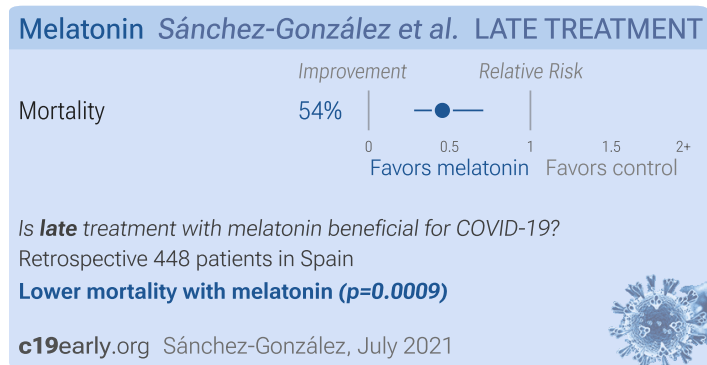 Melatonin Sánchez-González et al. LATE TREATMENT
Improvement Relative Risk
Mortality 54%
0 0.5 1 1.5 2+
Favors melatonin Favors control
Is late treatment with melatonin beneficial for COVID-19?
Retrospective 448 patients in Spain
Lower mortality with melatonin (p=0.0009)
c19early.org Sánchez-González, July 2021